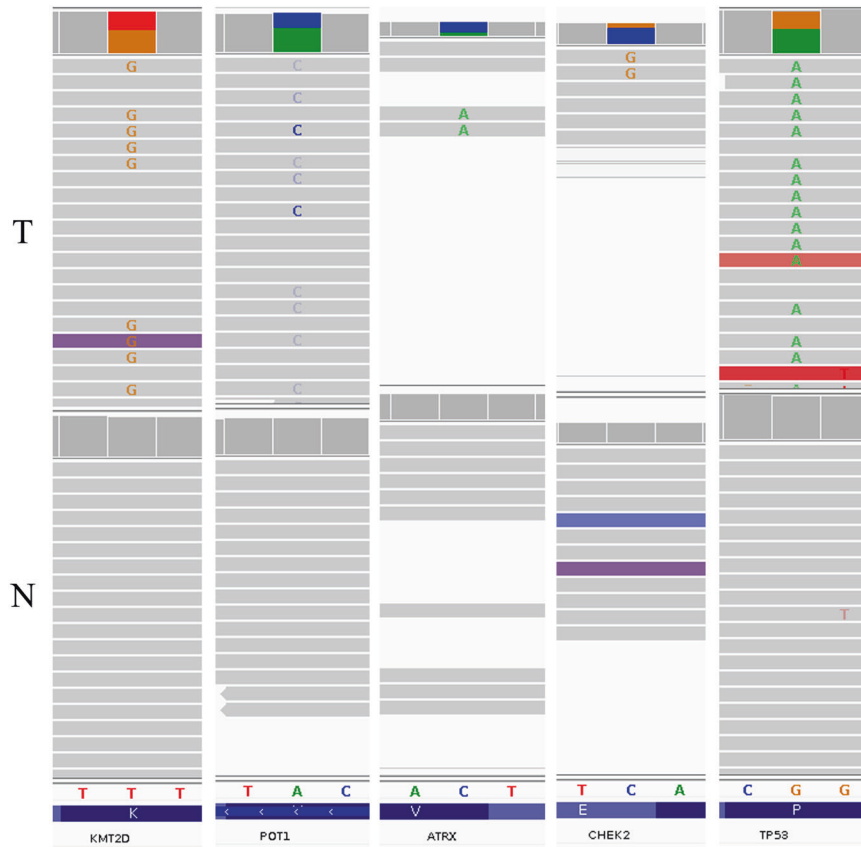 G C G A
G A
C A
G A A
G C A A
G
G C A
C A
A
T C A
A
A
A
C
C A
G
G C A
G A
T
G C
N T
T T T T A C A C T T C A C G G
K V E P
KMT2D POT1 ATRX CHEK2 TP53